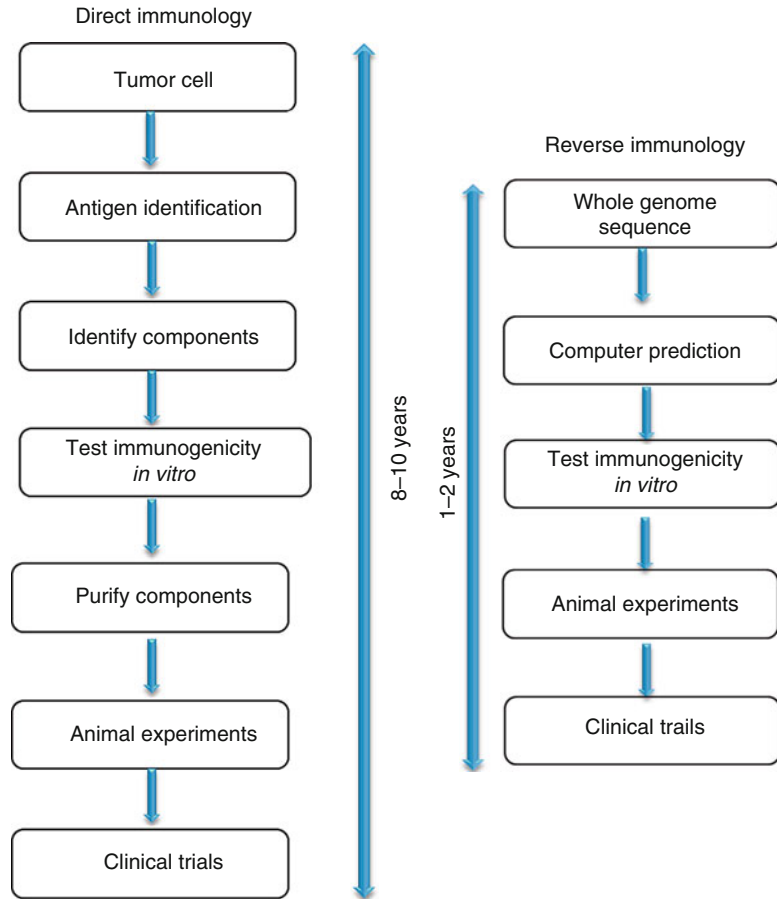 Direct immunology
Tumor cell
Antigen identification
Identify components
Test immunogenicity
in vitro
Purify components
Animal experiments
Clinical trials
8–10 years
Reverse immunology
Whole genome
sequence
Computer prediction
Test immunogenicity
in vitro
Animal experiments
Clinical trails
1–2 years